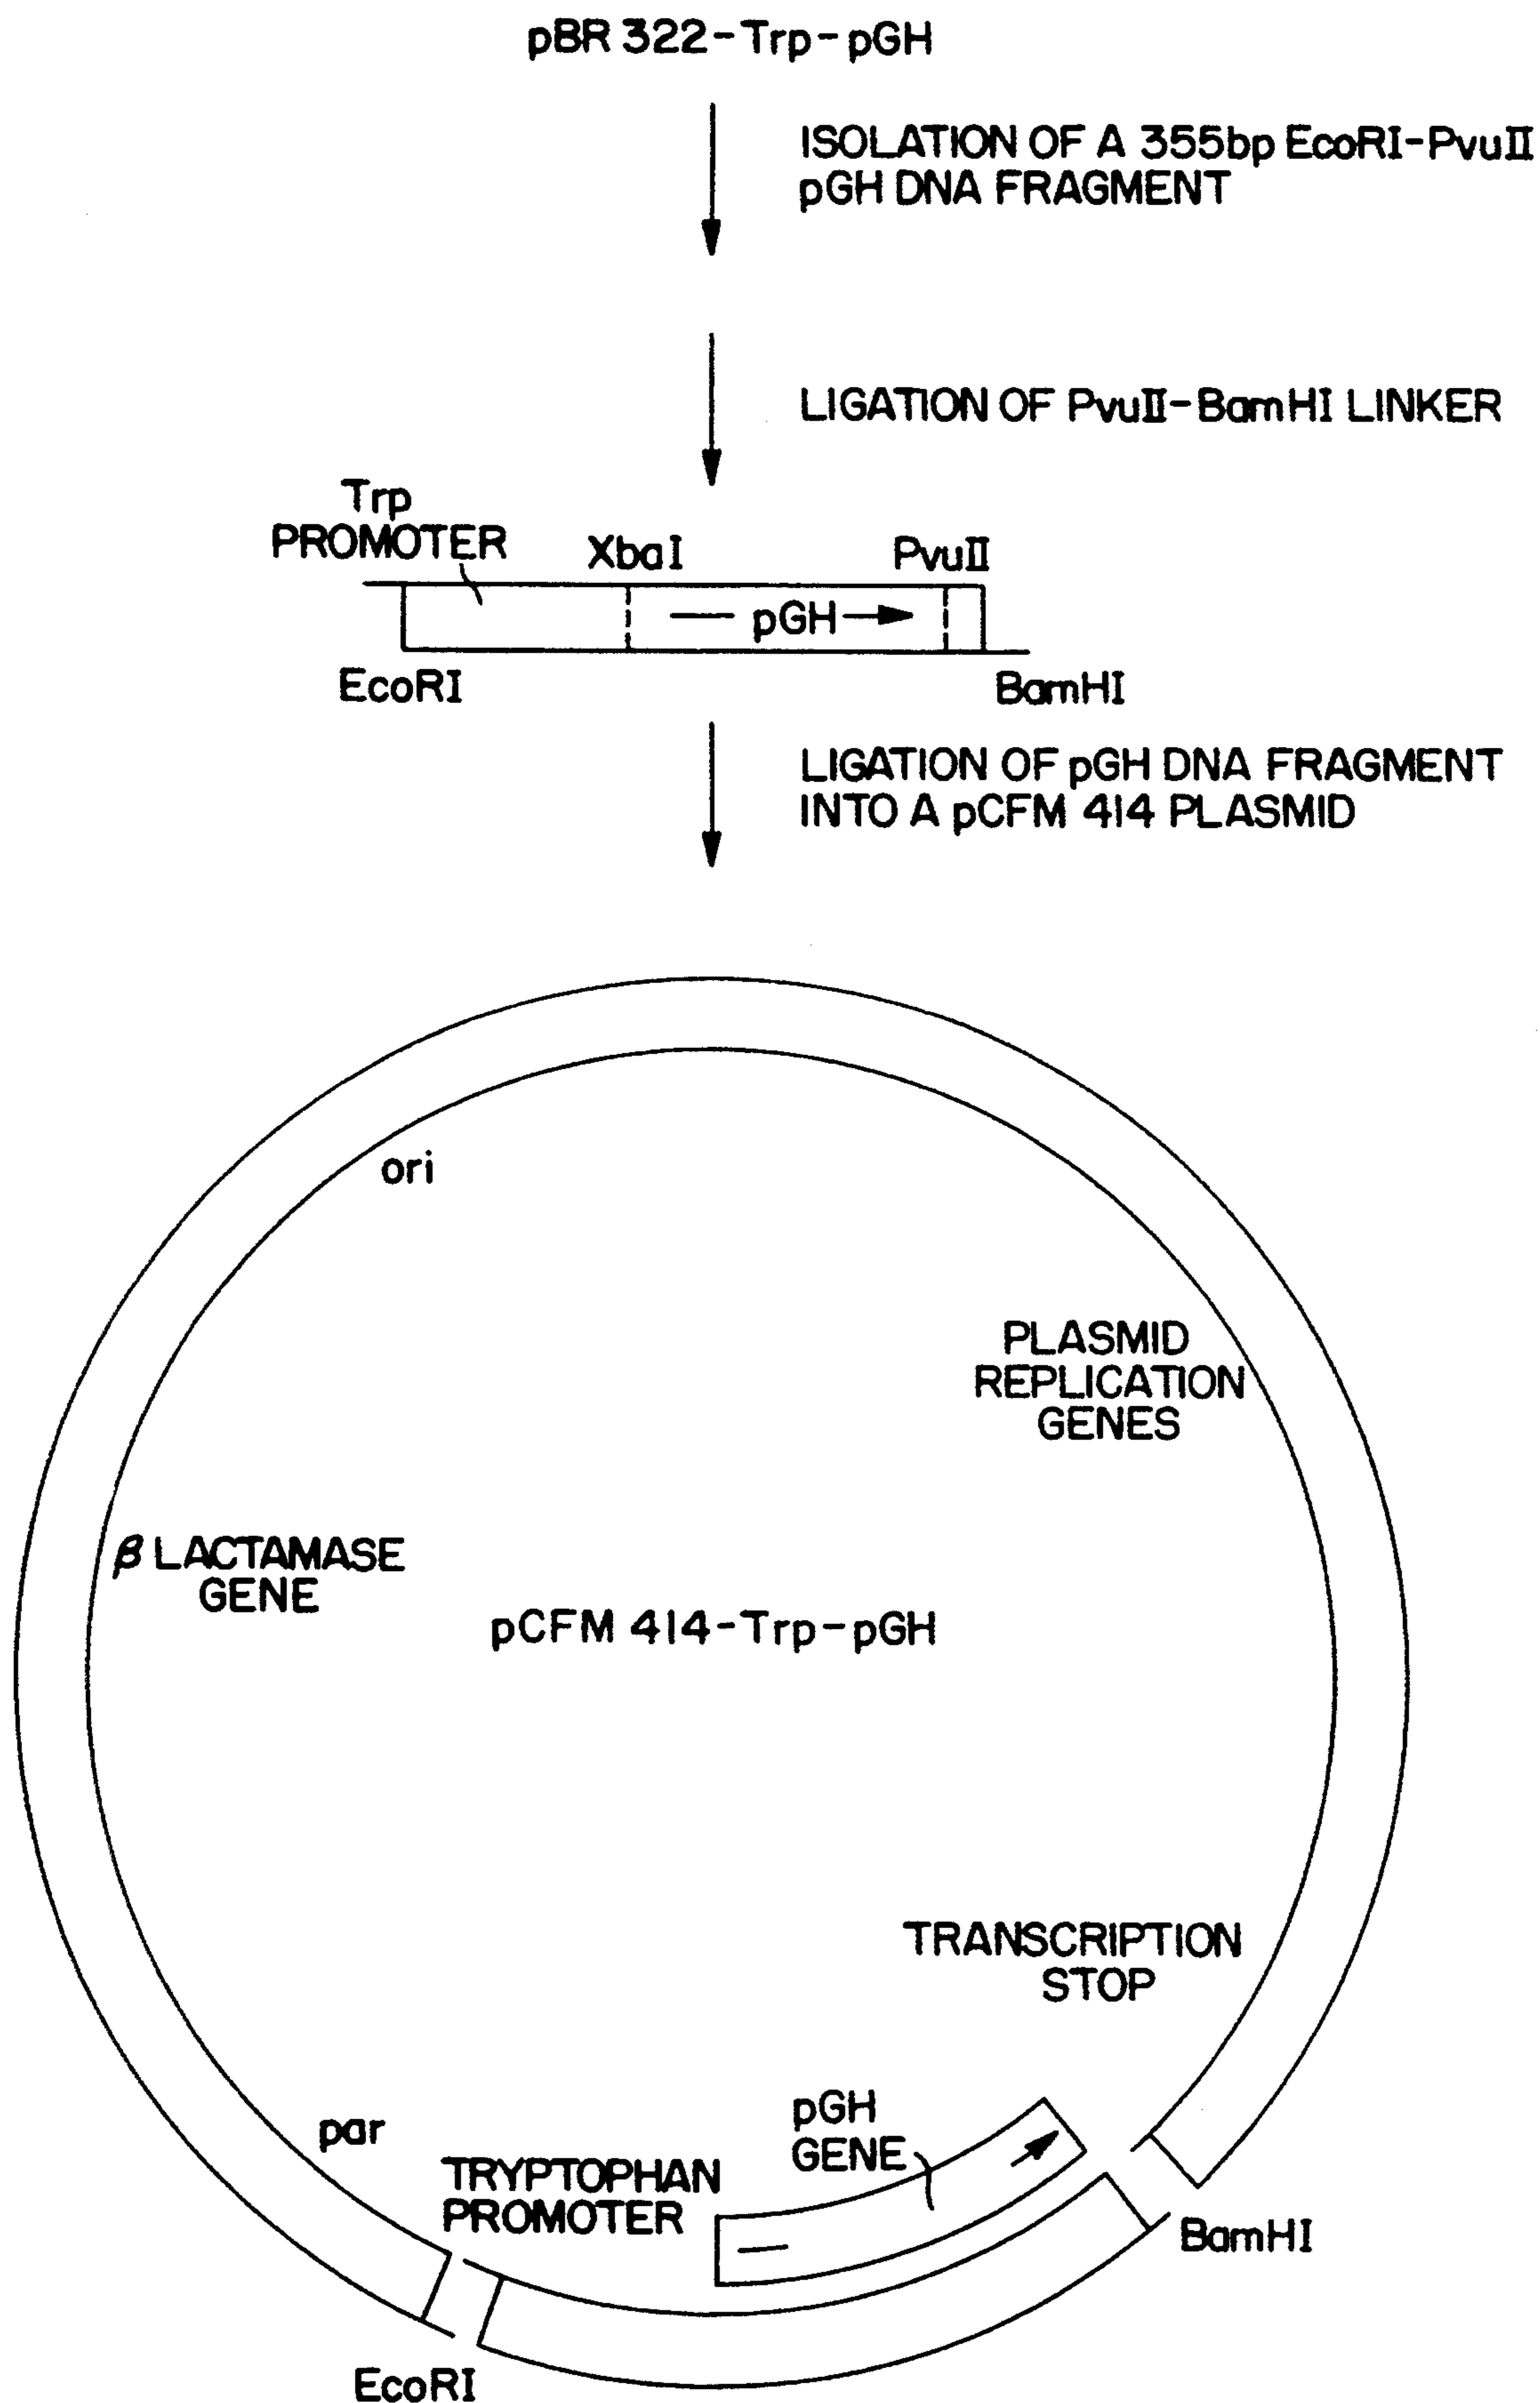 pBR 322-Trp-pGH
ISOLATION OF A 355bp EcoRI-PvuII
pGH DNA FRAGMENT
LIGATION OF PvuII-BamHI LINKER
Trp
PROMOTER
XbaI
PvuII
pGH
EcoRI
BamHI
LIGATION OF pGH DNA FRAGMENT
INTO A pCFM 414 PLASMID
ori
PLASMID
REPLICATION
GENES
β LACTAMASE
GENE
pCFM 414-Trp-pGH
TRANSCRIPTION
STOP
par
TRYPTOPHAN
PROMOTER
pGH
GENE
BamHI
EcoRI